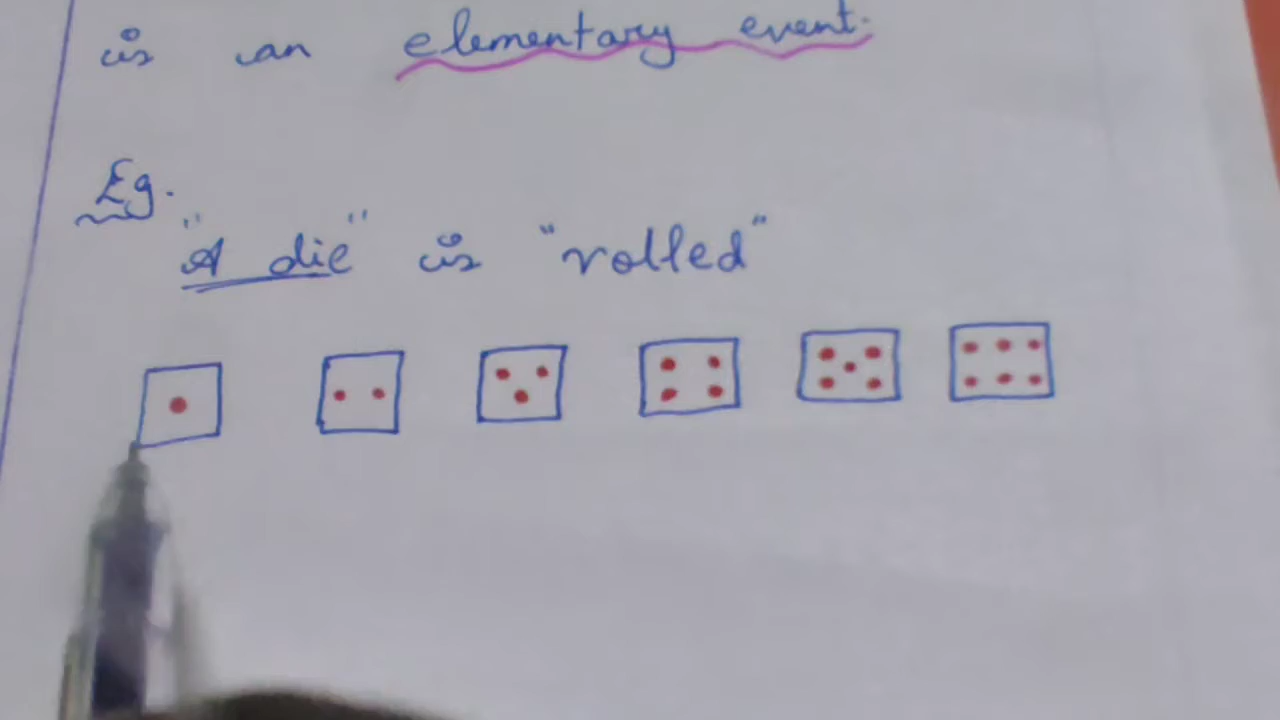 is an elementary event.
Eg.
"A die" is "rolled"